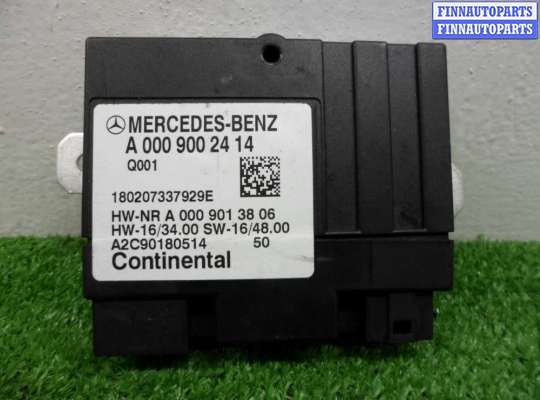 FINNAUTOPARTS
FINNAUTOPARTS
MERCEDES-BENZ
A 000 900 24 14
Q001
180207337929E
HW-NR A 000 901 38 06
HW-16/34.00 SW-16/48.00
A2C90180514 50
Continental